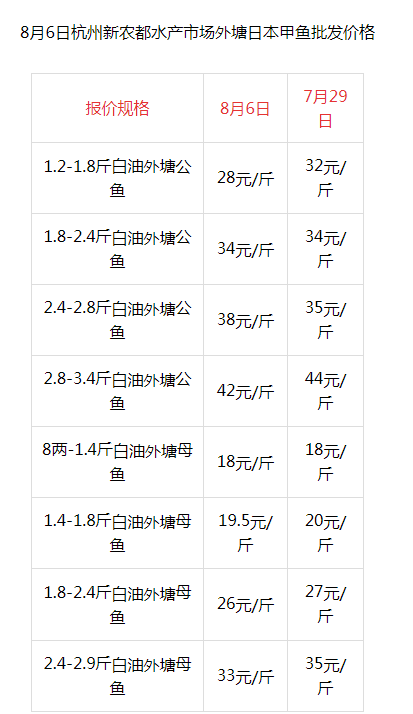 8月6日杭州新农都水产市场外塘日本甲鱼批发价格
报价规格 8月6日 7月29日
1.2-1.8斤白油外塘公鱼 28元/斤 32元/斤
1.8-2.4斤白油外塘公鱼 34元/斤 34元/斤
2.4-2.8斤白油外塘公鱼 38元/斤 35元/斤
2.8-3.4斤白油外塘公鱼 42元/斤 44元/斤
8两-1.4斤白油外塘母鱼 18元/斤 18元/斤
1.4-1.8斤白油外塘母鱼 19.5元/斤 20元/斤
1.8-2.4斤白油外塘母鱼 26元/斤 27元/斤
2.4-2.9斤白油外塘母鱼 33元/斤 35元/斤